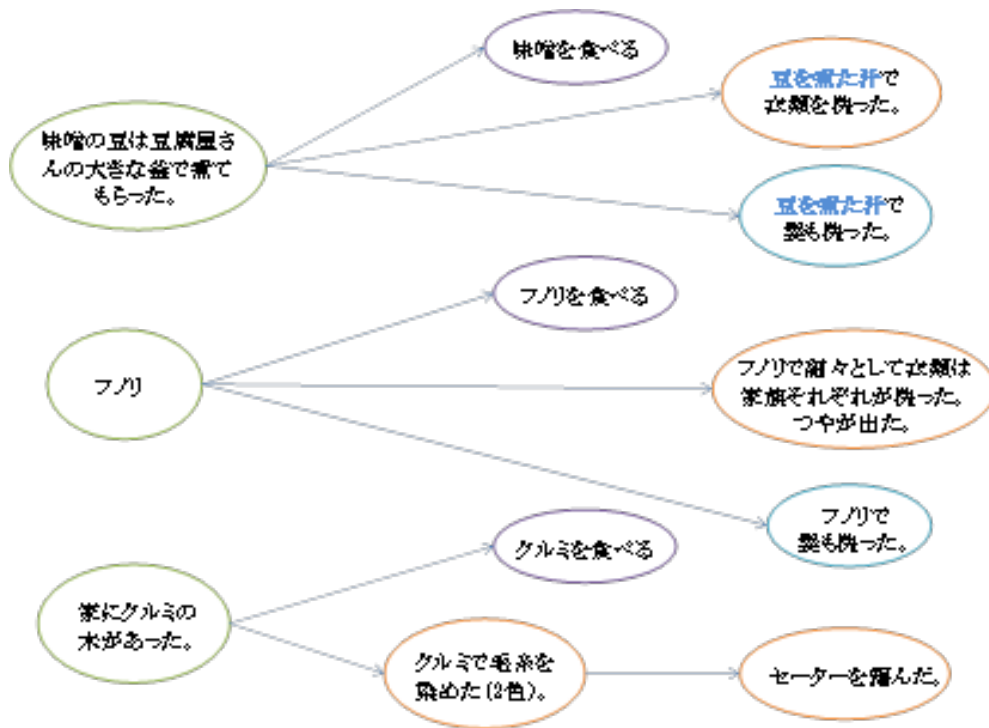 味噌を食べる
豆を煮た汁で
衣類を洗った。
味噌の豆は豆腐屋さ
んの大きな釜で煮て
もらった。
豆を煮た汁で
髪も洗った。
フノリを食べる
フノリ
フノリで細々として衣類は
家族それぞれが洗った。
つやが出た。
フノリで
髪も洗った。
クルミを食べる
家にクルミの
木があった。
クルミで毛糸を
染めた(2色)。
セーターを編んだ。